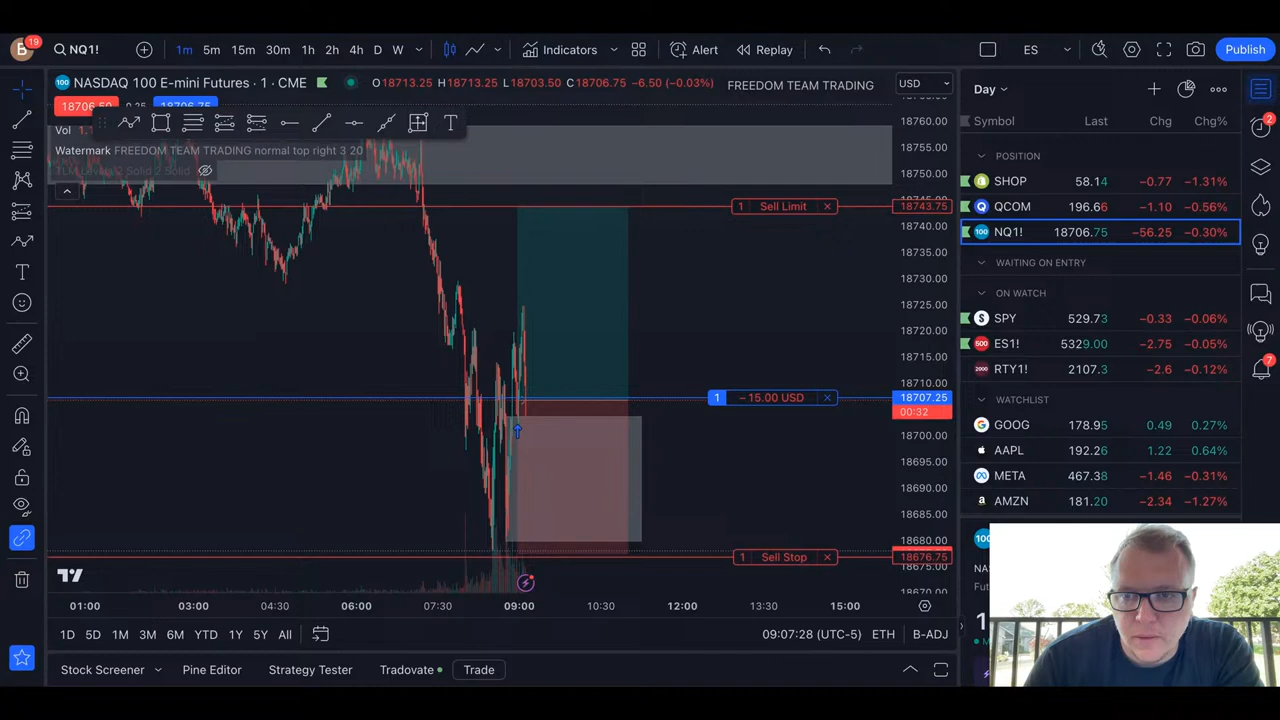 B 19 NQ1! 1m 5m 15m 30m 1h 2h 4h D W Indicators Alert Replay ES Publish
NASDAQ 100 E-mini Futures · 1 · CME O18713.25 H18713.25 L18703.50 C18706.75 −6.50 (−0.03%) FREEDOM TEAM TRADING USD
18706.50 0.25 18706.75
Vol
Watermark FREEDOM TEAM TRADING normal top right 3 20
1 Sell Limit
1 −15.00 USD
1 Sell Stop
18760.00
18755.00
18750.00
18743.75
18740.00
18735.00
18730.00
18725.00
18720.00
18715.00
18710.00
18707.25
00:32
18700.00
18695.00
18690.00
18685.00
18680.00
18676.75
18670.00
01:00 03:00 04:30 06:00 07:30 09:00 10:30 12:00 13:30 15:00
1D 5D 1M 3M 6M YTD 1Y 5Y All 09:07:28 (UTC-5) ETH B-ADJ
Stock Screener Pine Editor Strategy Tester Tradovate Trade
Day
Symbol Last Chg Chg%
POSITION
SHOP 58.14 −0.77 −1.31%
QCOM 196.66 −1.10 −0.56%
100 NQ1! 18706.75 −56.25 −0.30%
WAITING ON ENTRY
ON WATCH
SPY 529.73 −0.33 −0.06%
500 ES1! 5329.00 −2.75 −0.05%
2000 RTY1! 2107.3 −2.6 −0.12%
WATCHLIST
GOOG 178.95 0.49 0.27%
AAPL 192.26 1.22 0.64%
META 467.38 −1.46 −0.31%
AMZN 181.20 −2.34 −1.27%
2
7